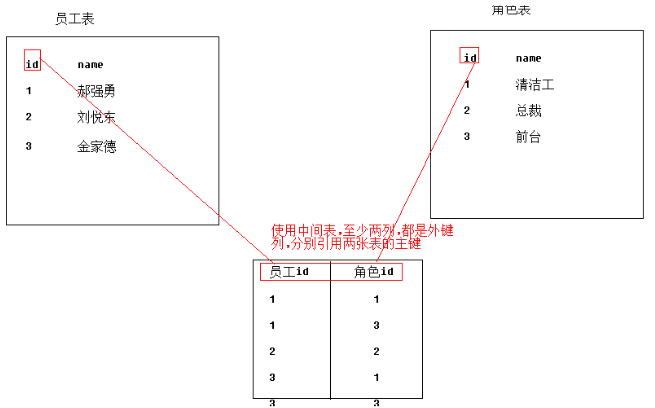 员工表
id name
1 郝强勇
2 刘悦东
3 金家德
角色表
id name
1 清洁工
2 总裁
3 前台
使用中间表,至少两列,都是外键
列,分别引用两张表的主键
员工id 角色id
1 1
1 3
2 2
3 1
3 3